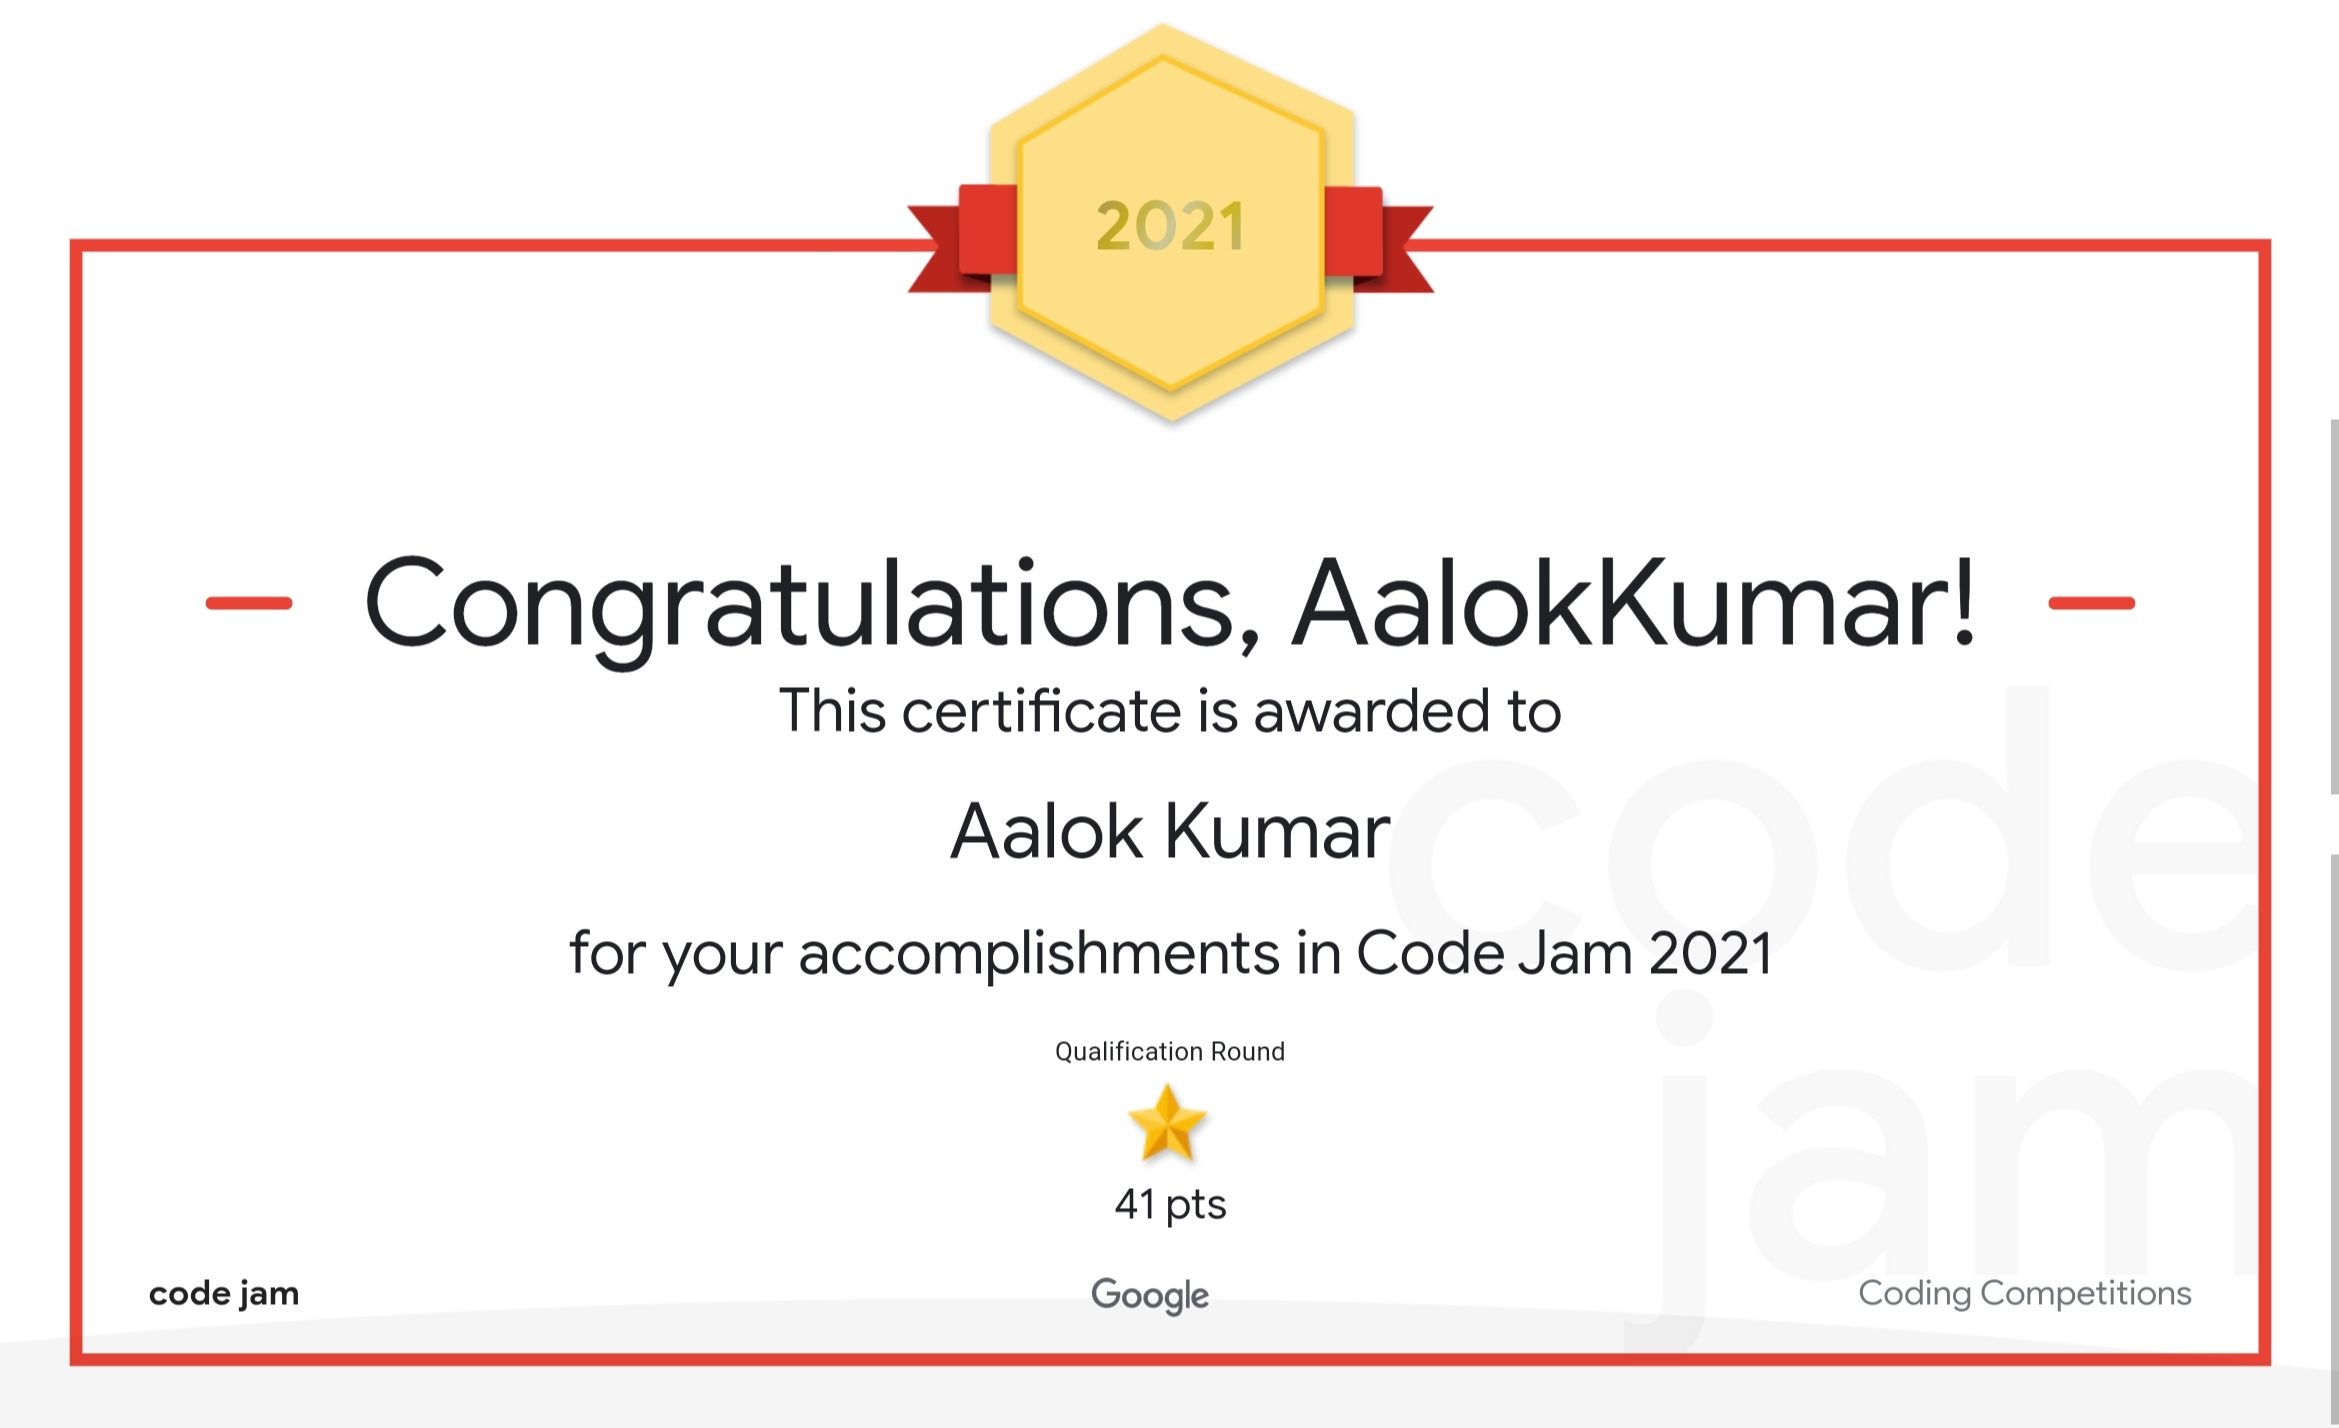 2021
Congratulations, AalokKumar!
This certificate is awarded to
Aalok Kumar
for your accomplishments in Code Jam 2021
Qualification Round
41 pts
code jam
Google
Coding Competitions
code
jam